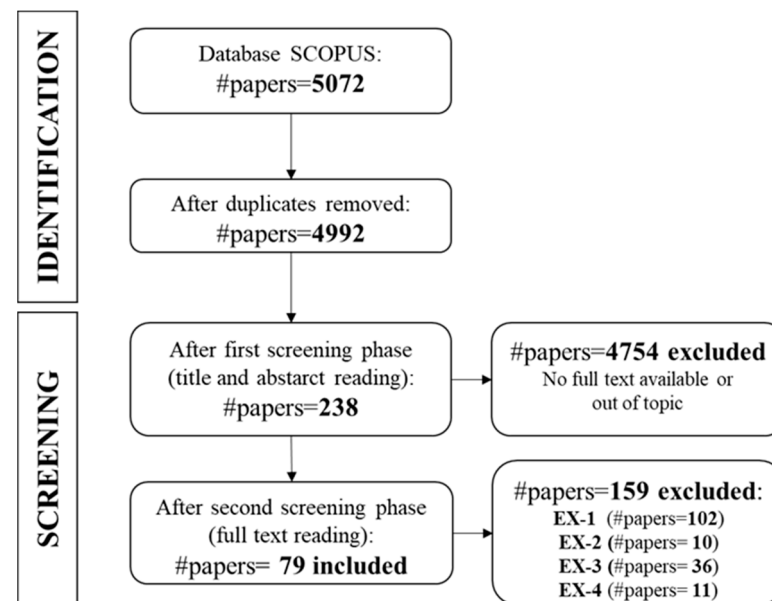 IDENTIFICATION
Database SCOPUS:
#papers=5072
After duplicates removed:
#papers=4992
SCREENING
After first screening phase
(title and abstarct reading):
#papers=238
#papers=4754 excluded
No full text available or
out of topic
After second screening phase
(full text reading):
#papers= 79 included
#papers=159 excluded:
EX-1 (#papers=102)
EX-2 (#papers= 10)
EX-3 (#papers= 36)
EX-4 (#papers= 11)